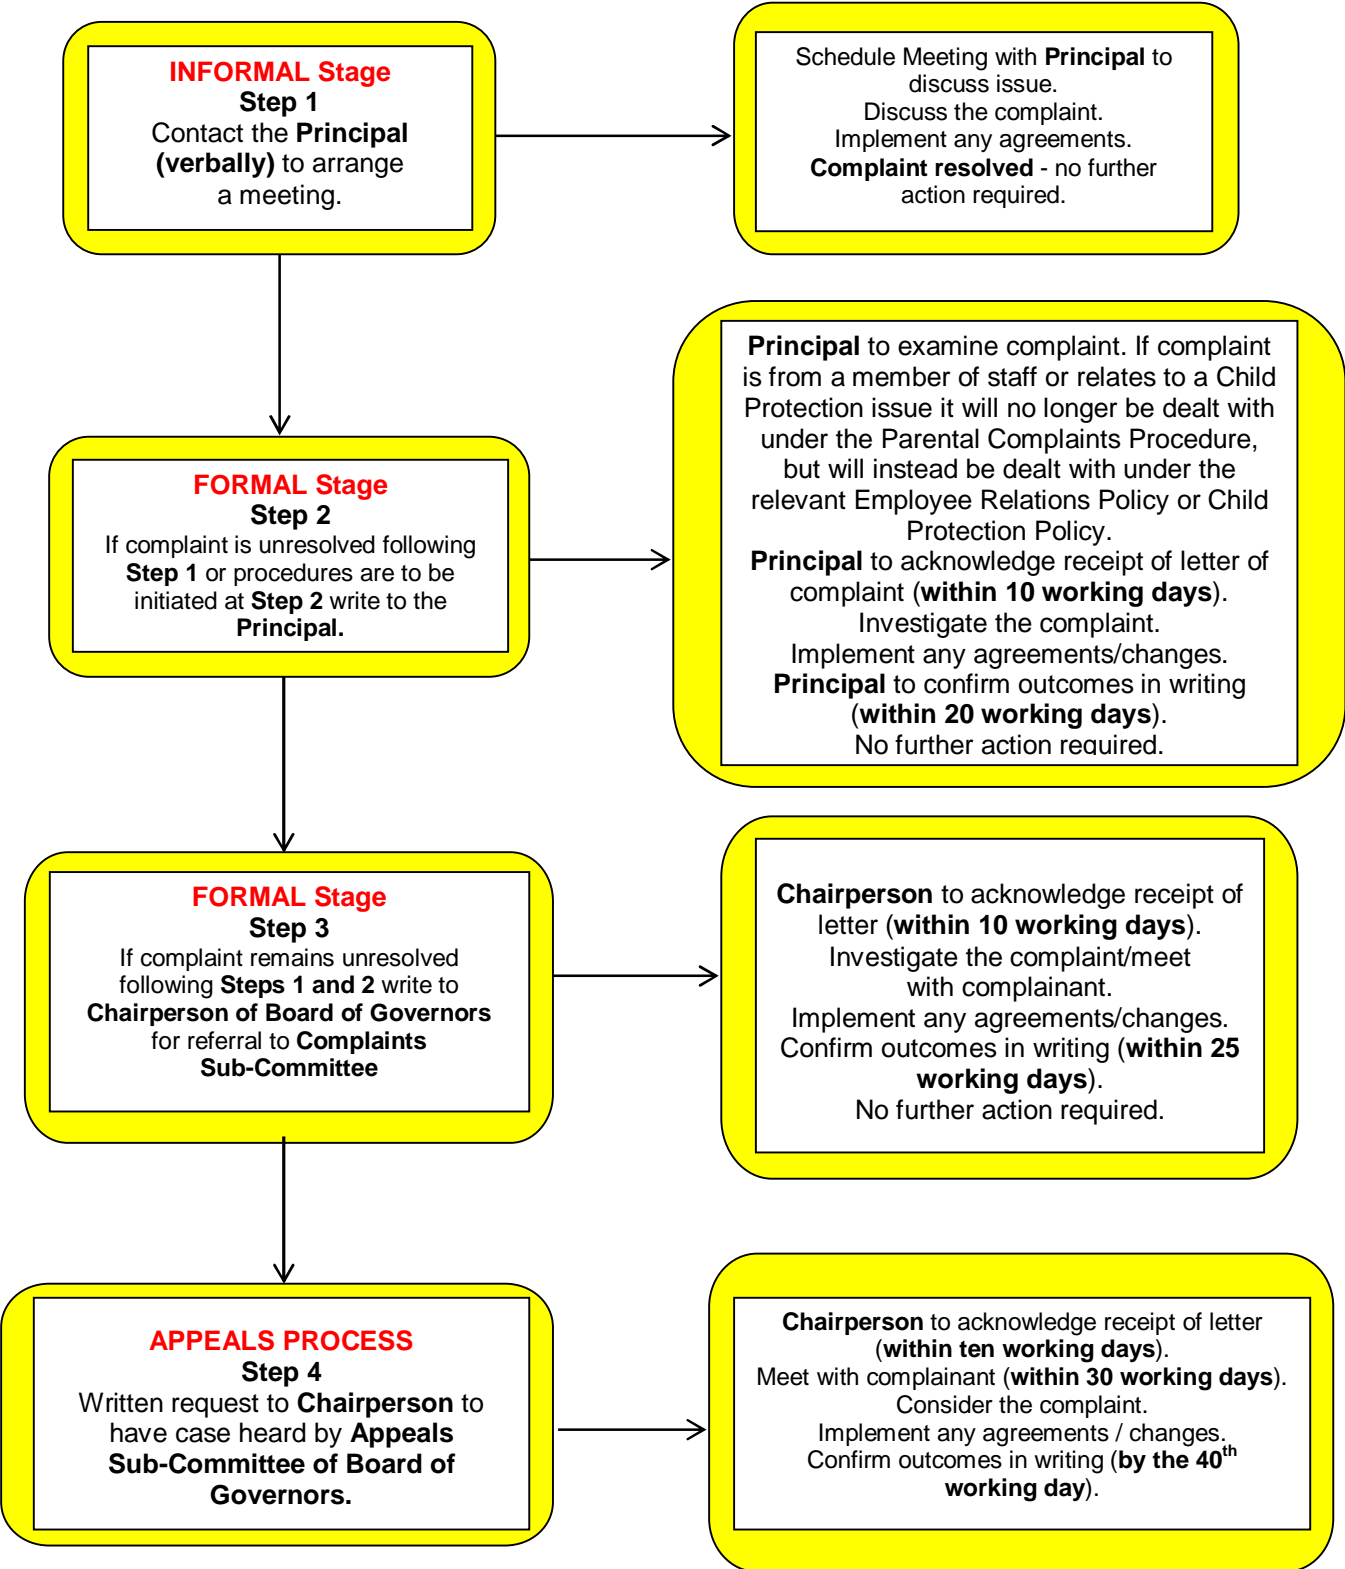 INFORMAL Stage
Step 1
Contact the Principal
(verbally) to arrange
a meeting.
Schedule Meeting with Principal to
discuss issue.
Discuss the complaint.
Implement any agreements.
Complaint resolved - no further
action required.
FORMAL Stage
Step 2
If complaint is unresolved following
Step 1 or procedures are to be
initiated at Step 2 write to the
Principal.
Principal to examine complaint. If complaint
is from a member of staff or relates to a Child
Protection issue it will no longer be dealt with
under the Parental Complaints Procedure,
but will instead be dealt with under the
relevant Employee Relations Policy or Child
Protection Policy.
Principal to acknowledge receipt of letter of
complaint (within 10 working days).
Investigate the complaint.
Implement any agreements/changes.
Principal to confirm outcomes in writing
(within 20 working days).
No further action required.
FORMAL Stage
Step 3
If complaint remains unresolved
following Steps 1 and 2 write to
Chairperson of Board of Governors
for referral to Complaints
Sub-Committee
Chairperson to acknowledge receipt of
letter (within 10 working days).
Investigate the complaint/meet
with complainant.
Implement any agreements/changes.
Confirm outcomes in writing (within 25
working days).
No further action required.
APPEALS PROCESS
Step 4
Written request to Chairperson to
have case heard by Appeals
Sub-Committee of Board of
Governors.
Chairperson to acknowledge receipt of letter
(within ten working days).
Meet with complainant (within 30 working days).
Consider the complaint.
Implement any agreements / changes.
Confirm outcomes in writing (by the 40th
working day).